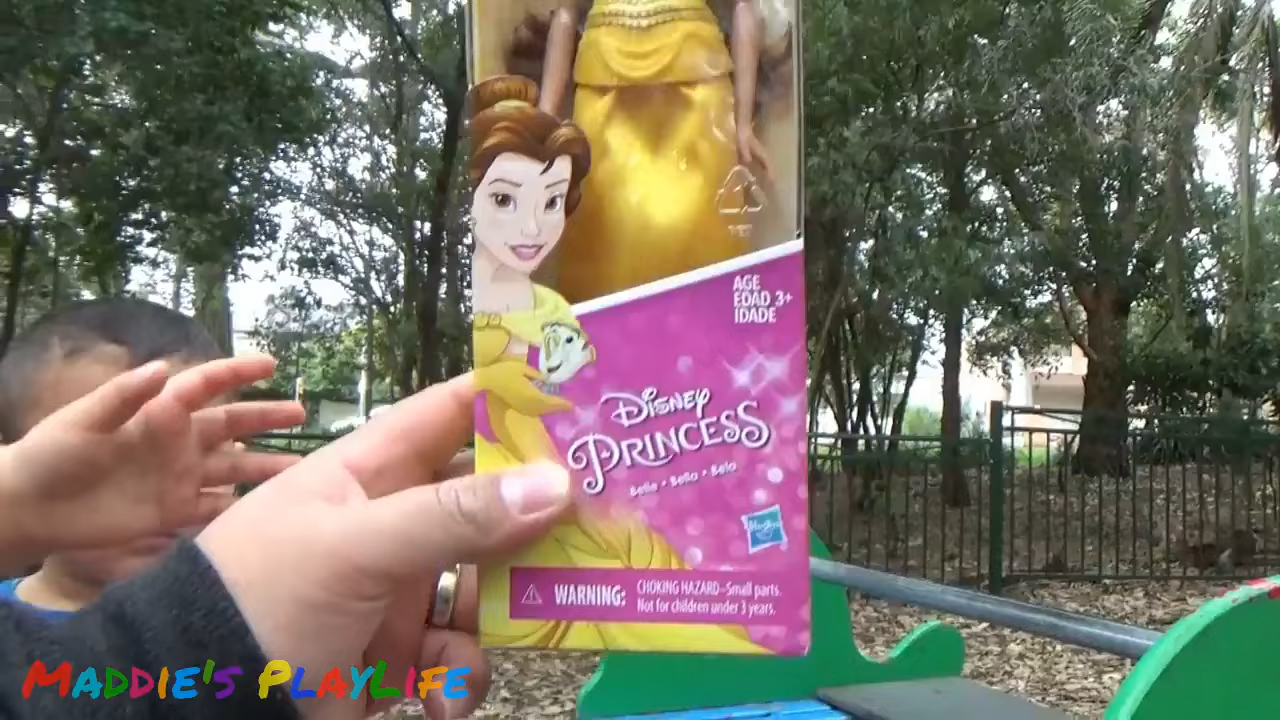 AGE
EDAD 3+
IDADE
DISNEY
PRINCESS
Belle • Bella • Bela
Hasbro
WARNING: CHOKING HAZARD–Small parts.
Not for children under 3 years.
MADDIE'S PLAYLIFE